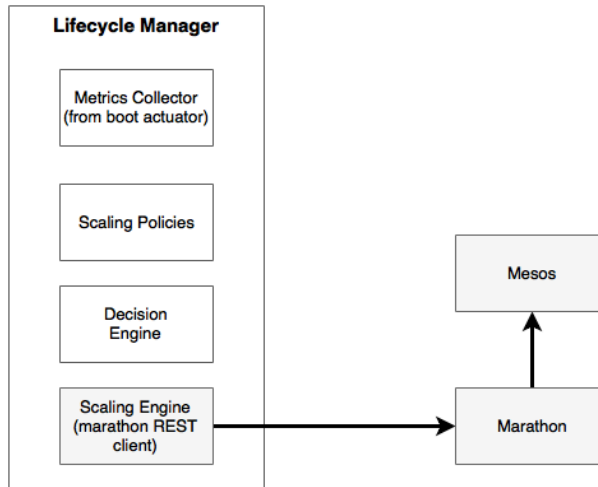 Lifecycle Manager
Metrics Collector
(from boot actuator)
Scaling Policies
Decision
Engine
Scaling Engine
(marathon REST
client)
Mesos
Marathon